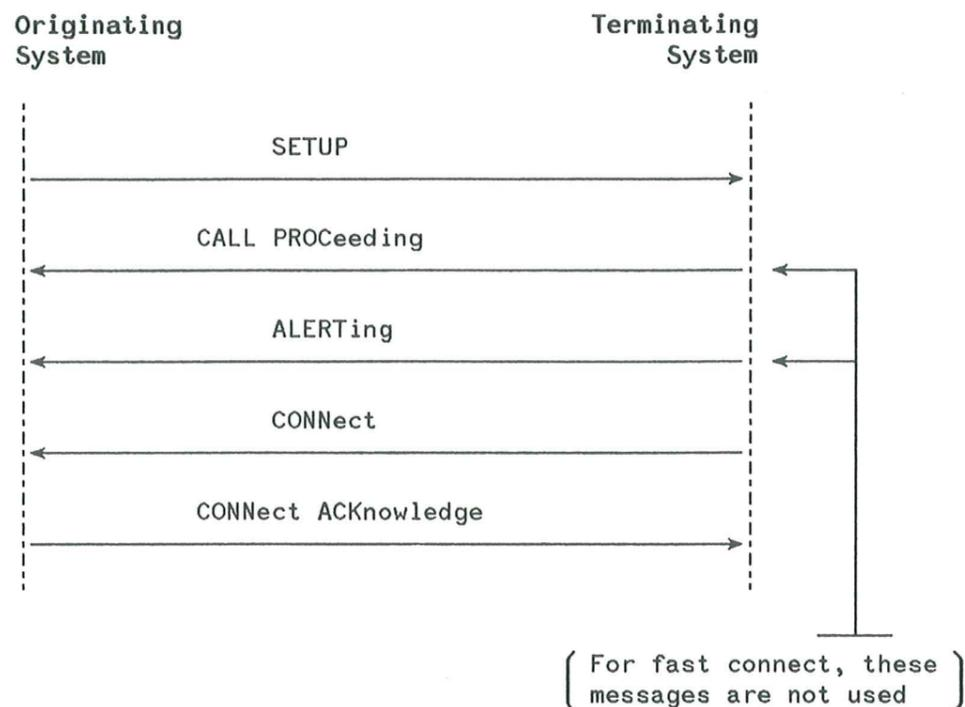 Originating
System
Terminating
System
SETUP
CALL PROCeeding
ALERTing
CONNect
CONNect ACKnowledge
For fast connect, these
messages are not used